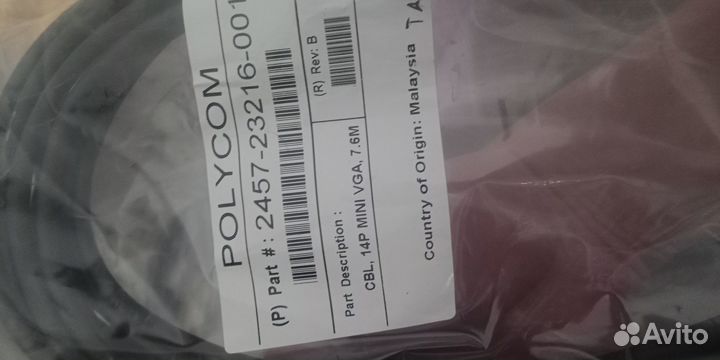 POLYCOM
(P) Part # : 2457-23216-001
(R) Rev: B
Part Description :
CBL, 14P MINI VGA, 7.6M
Country of Origin: Malaysia
TA
Avito